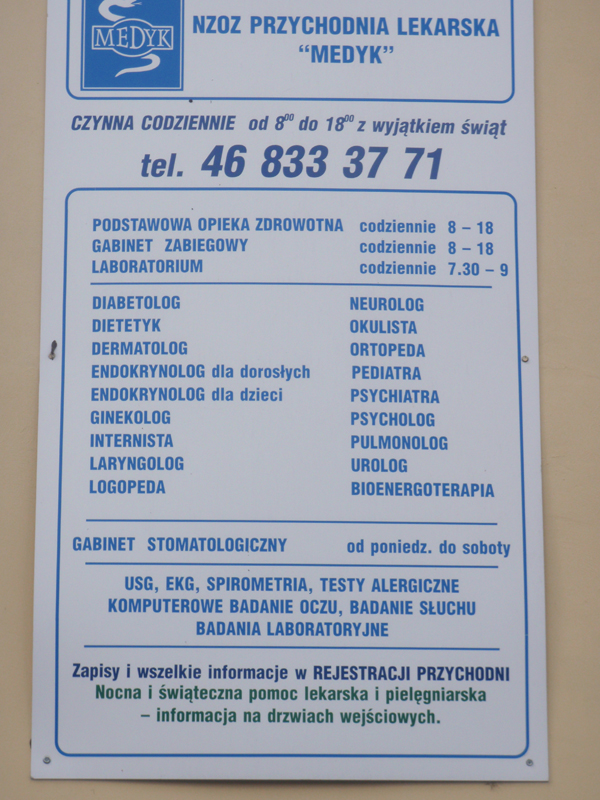 MEDYK
NZOZ PRZYCHODNIA LEKARSKA
"MEDYK"
CZYNNA CODZIENNIE od 8⁰⁰ do 18⁰⁰ z wyjątkiem świąt
tel. 46 833 37 71
PODSTAWOWA OPIEKA ZDROWOTNA codziennie 8 – 18
GABINET ZABIEGOWY codziennie 8 – 18
LABORATORIUM codziennie 7.30 – 9
DIABETOLOG
DIETETYK
DERMATOLOG
ENDOKRYNOLOG dla dorosłych
ENDOKRYNOLOG dla dzieci
GINEKOLOG
INTERNISTA
LARYNGOLOG
LOGOPEDA
NEUROLOG
OKULISTA
ORTOPEDA
PEDIATRA
PSYCHIATRA
PSYCHOLOG
PULMONOLOG
UROLOG
BIOENERGOTERAPIA
GABINET STOMATOLOGICZNY od poniedz. do soboty
USG, EKG, SPIROMETRIA, TESTY ALERGICZNE
KOMPUTEROWE BADANIE OCZU, BADANIE SŁUCHU
BADANIA LABORATORYJNE
Zapisy i wszelkie informacje w REJESTRACJI PRZYCHODNI
Nocna i świąteczna pomoc lekarska i pielęgniarska
– informacja na drzwiach wejściowych.